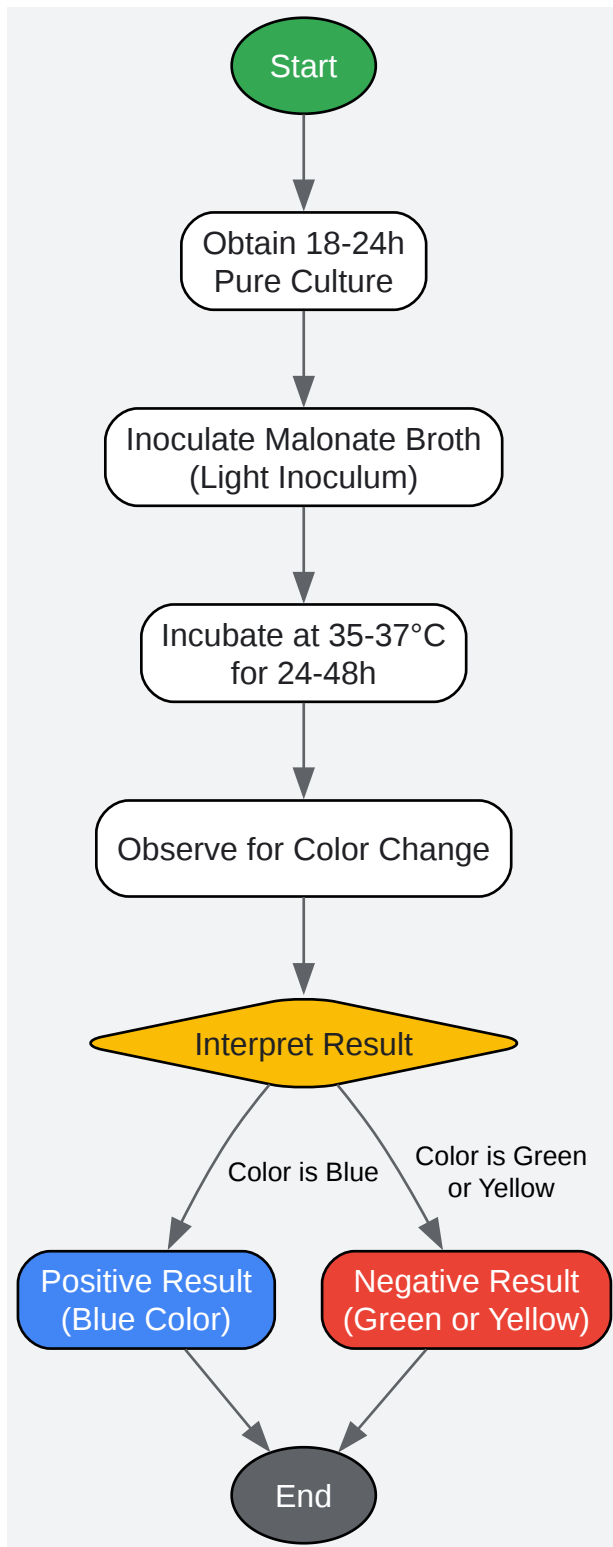 Start
Obtain 18-24h
Pure Culture
Inoculate Malonate Broth
(Light Inoculum)
Incubate at 35-37°C
for 24-48h
Observe for Color Change
Interpret Result
Color is Blue
Color is Green
or Yellow
Positive Result
(Blue Color)
Negative Result
(Green or Yellow)
End